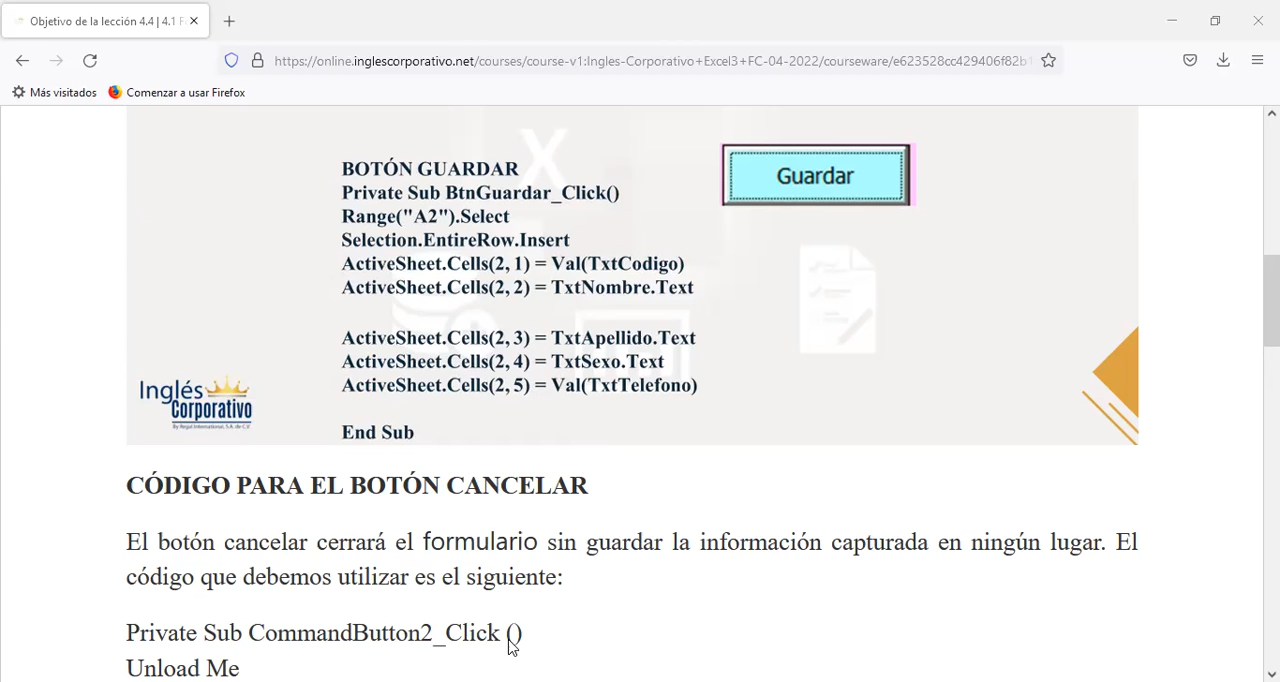 Objetivo de la lección 4.4 | 4.1 F
https://online.inglescorporativo.net/courses/course-v1:Ingles-Corporativo+Excel3+FC-04-2022/courseware/e623528cc429406f82b1
Más visitados
Comenzar a usar Firefox
BOTÓN GUARDAR
Private Sub BtnGuardar_Click()
Range("A2").Select
Selection.EntireRow.Insert
ActiveSheet.Cells(2, 1) = Val(TxtCodigo)
ActiveSheet.Cells(2, 2) = TxtNombre.Text
ActiveSheet.Cells(2, 3) = TxtApellido.Text
ActiveSheet.Cells(2, 4) = TxtSexo.Text
ActiveSheet.Cells(2, 5) = Val(TxtTelefono)
End Sub
Guardar
Inglés
Corporativo
By Regal International, S.A. de C.V.
CÓDIGO PARA EL BOTÓN CANCELAR
El botón cancelar cerrará el formulario sin guardar la información capturada en ningún lugar. El
código que debemos utilizar es el siguiente:
Private Sub CommandButton2_Click ()
Unload Me